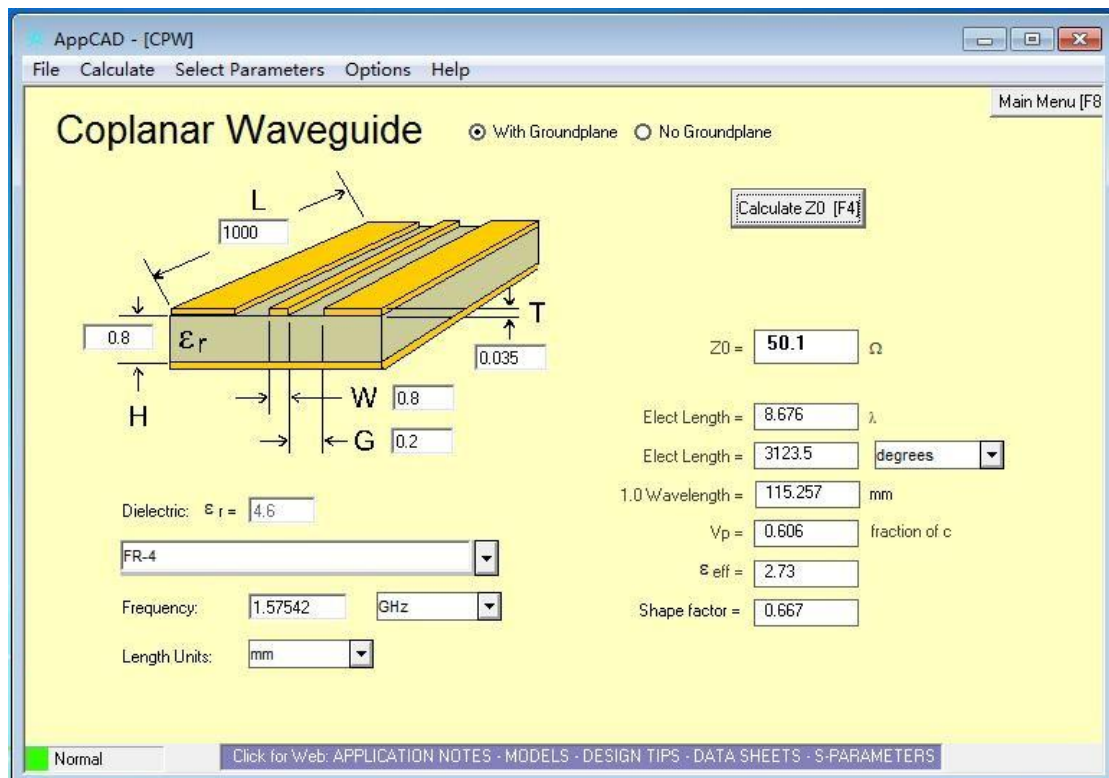 AppCAD - [CPW]
File Calculate Select Parameters Options Help
Main Menu [F8
Coplanar Waveguide
With Groundplane
No Groundplane
L
1000
Calculate Z0 [F4]
0.8
εr
T
0.035
H
W 0.8
G 0.2
Z0 = 50.1 Ω
Elect Length = 8.676 λ
Elect Length = 3123.5 degrees
1.0 Wavelength = 115.257 mm
Vp = 0.606 fraction of c
ε eff = 2.73
Shape factor = 0.667
Dielectric: ε r = 4.6
FR-4
Frequency: 1.57542 GHz
Length Units: mm
Normal
Click for Web: APPLICATION NOTES - MODELS - DESIGN TIPS - DATA SHEETS - S-PARAMETERS